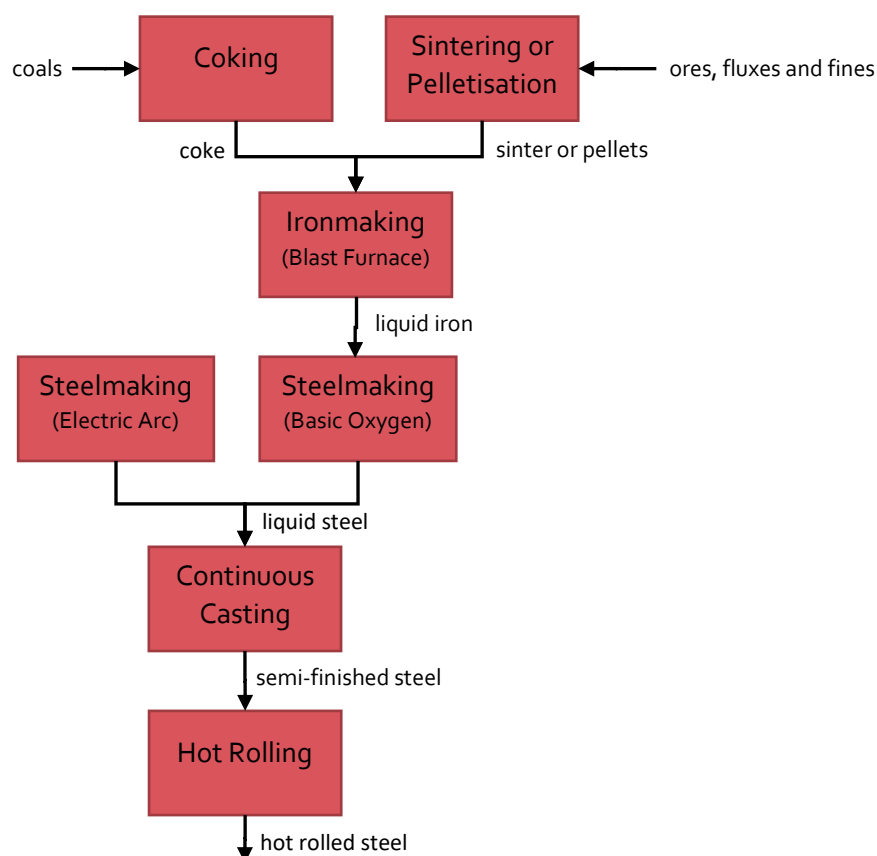 coals
Coking
Sintering or
Pelletisation
ores, fluxes and fines
coke
sinter or pellets
Ironmaking
(Blast Furnace)
liquid iron
Steelmaking
(Electric Arc)
Steelmaking
(Basic Oxygen)
liquid steel
Continuous
Casting
semi-finished steel
Hot Rolling
hot rolled steel